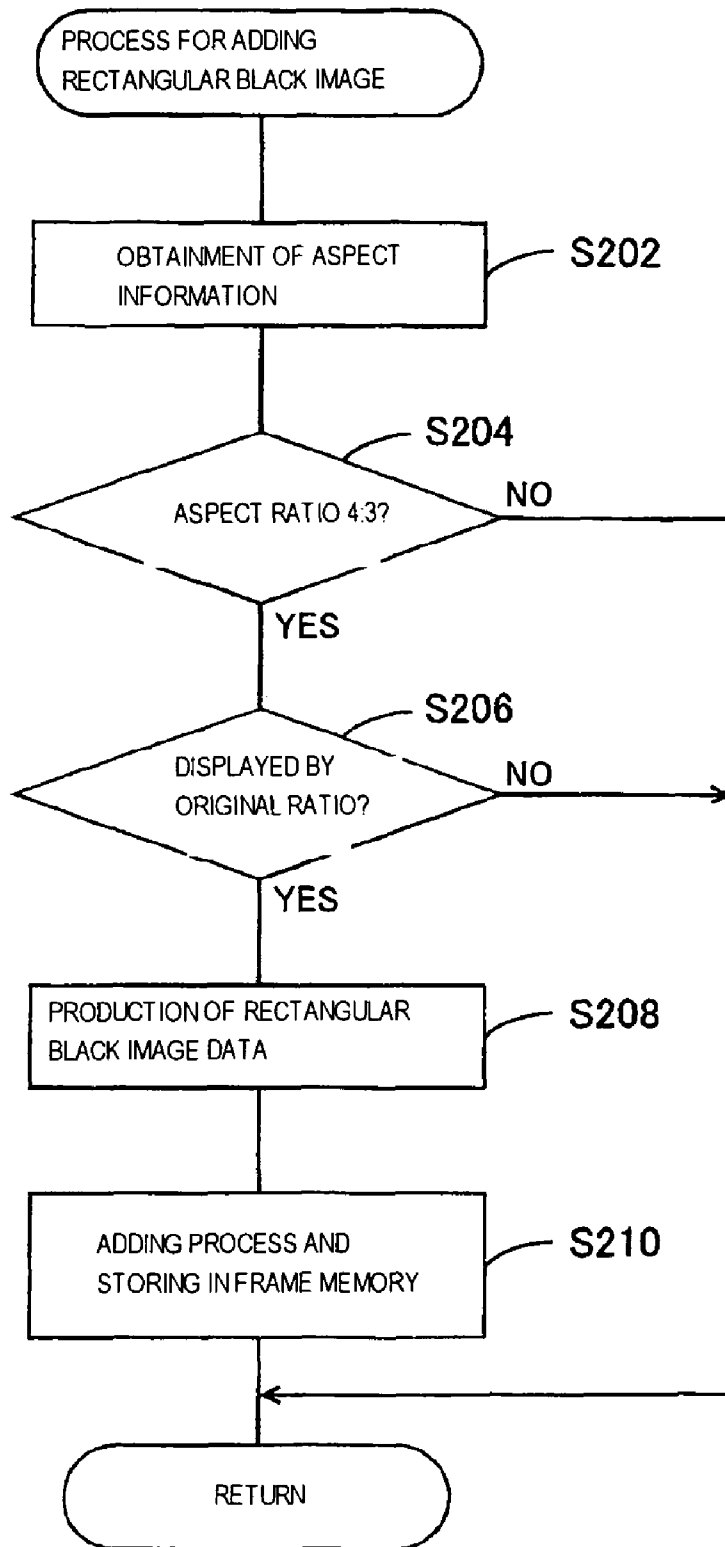 PROCESS FOR ADDING
RECTANGULAR BLACK IMAGE
OBTAINMENT OF ASPECT
INFORMATION
S202
S204
ASPECT RATIO 4:3?
NO
YES
S206
DISPLAYED BY
ORIGINAL RATIO?
NO
YES
PRODUCTION OF RECTANGULAR
BLACK IMAGE DATA
S208
ADDING PROCESS AND
STORING IN FRAME MEMORY
S210
RETURN